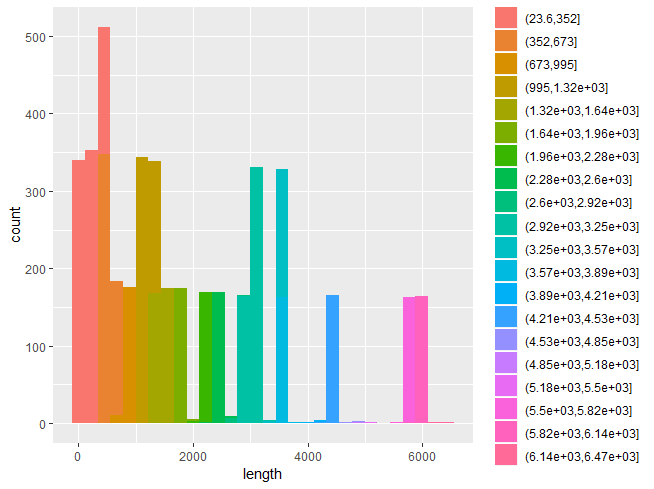 500
400
300
200
100
0
count
0
2000
4000
6000
length
(23.6,352]
(352,673]
(673,995]
(995,1.32e+03]
(1.32e+03,1.64e+03]
(1.64e+03,1.96e+03]
(1.96e+03,2.28e+03]
(2.28e+03,2.6e+03]
(2.6e+03,2.92e+03]
(2.92e+03,3.25e+03]
(3.25e+03,3.57e+03]
(3.57e+03,3.89e+03]
(3.89e+03,4.21e+03]
(4.21e+03,4.53e+03]
(4.53e+03,4.85e+03]
(4.85e+03,5.18e+03]
(5.18e+03,5.5e+03]
(5.5e+03,5.82e+03]
(5.82e+03,6.14e+03]
(6.14e+03,6.47e+03]